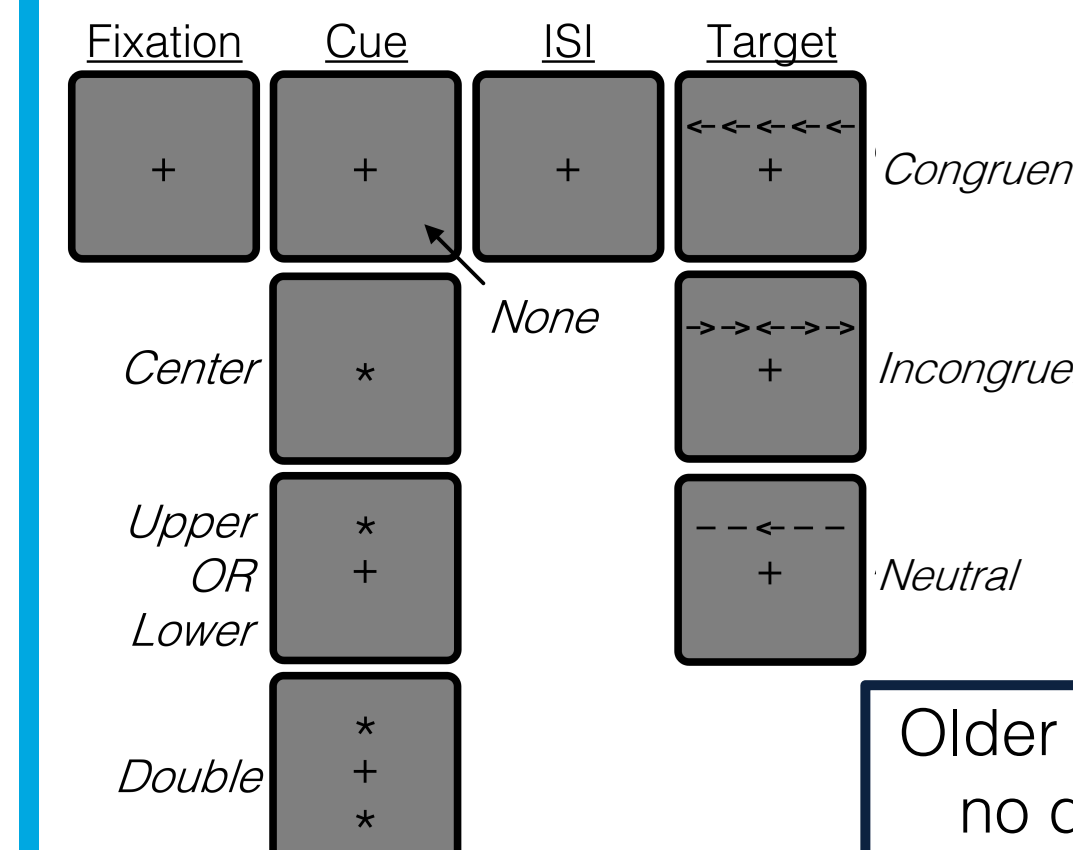 Fixation Cue ISI Target
+ + + <- <- <- <- <-
+
Congruen
None
Center
*
-> -> <- -> ->
+
Incongrue
Upper
OR
Lower
*
+
– – <- – –
+
Neutral
Double
*
+
*
Older
no